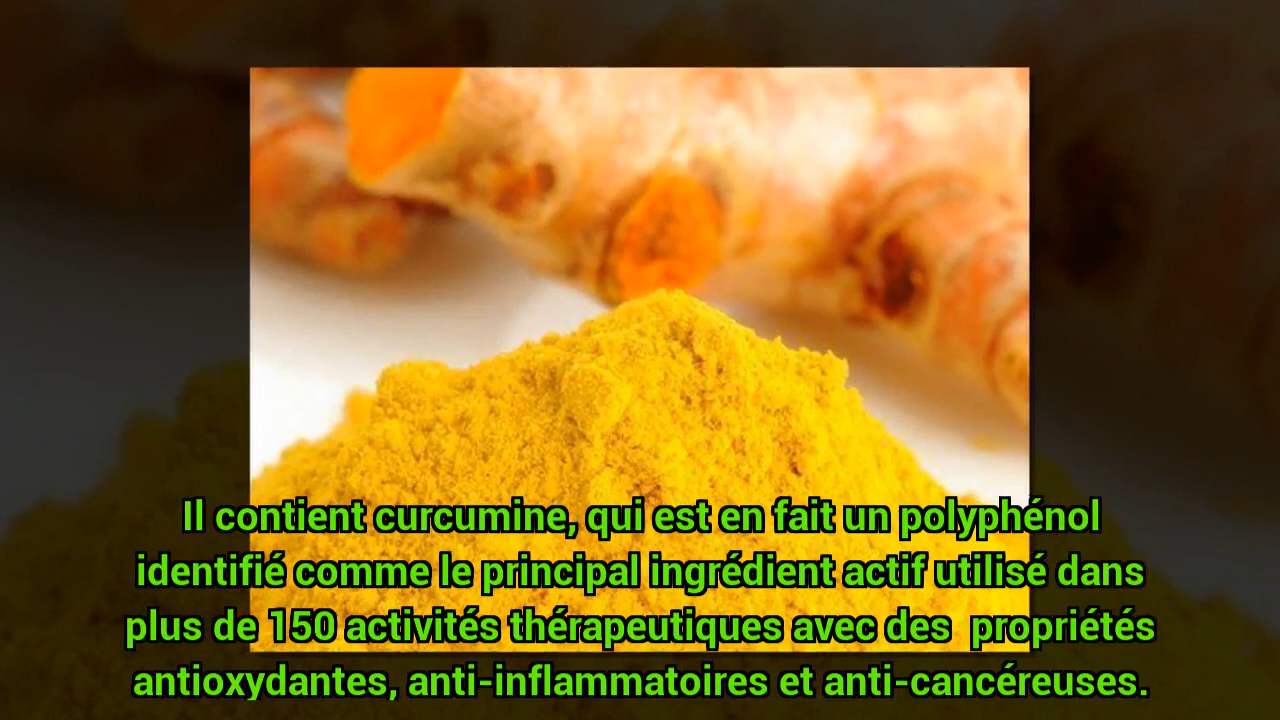 Il contient curcumine, qui est en fait un polyphénol
identifié comme le principal ingrédient actif utilisé dans
plus de 150 activités thérapeutiques avec des  propriétés
antioxydantes, anti-inflammatoires et anti-cancéreuses.